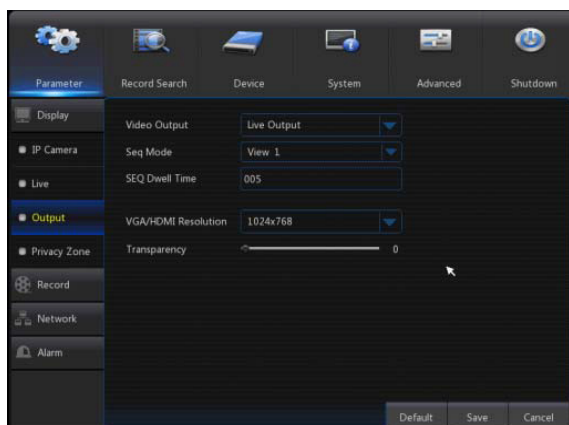 Parameter
Record Search
Device
System
Advanced
Shutdown
Display
IP Camera
Live
Output
Privacy Zone
Record
Network
Alarm
Video Output Live Output
Seq Mode View 1
SEQ Dwell Time 005
VGA/HDMI Resolution 1024x768
Transparency 0
Default Save Cancel